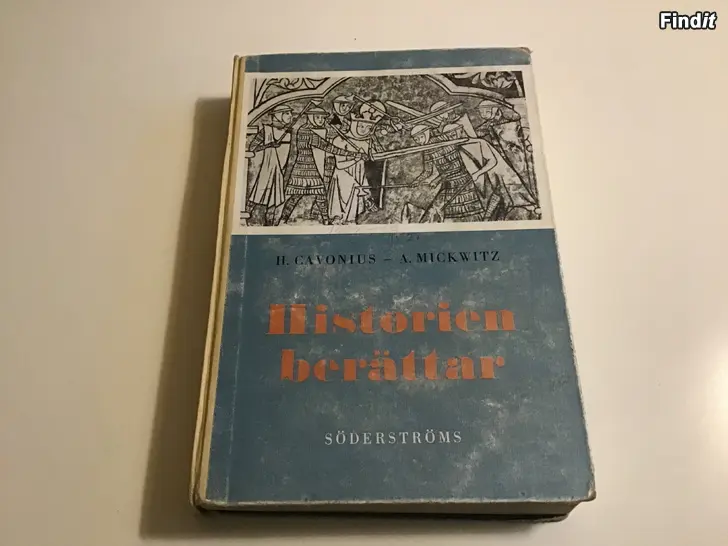 Findit
H. CAVONIUS – A. MICKWITZ
Historien
berättar
SÖDERSTRÖMS